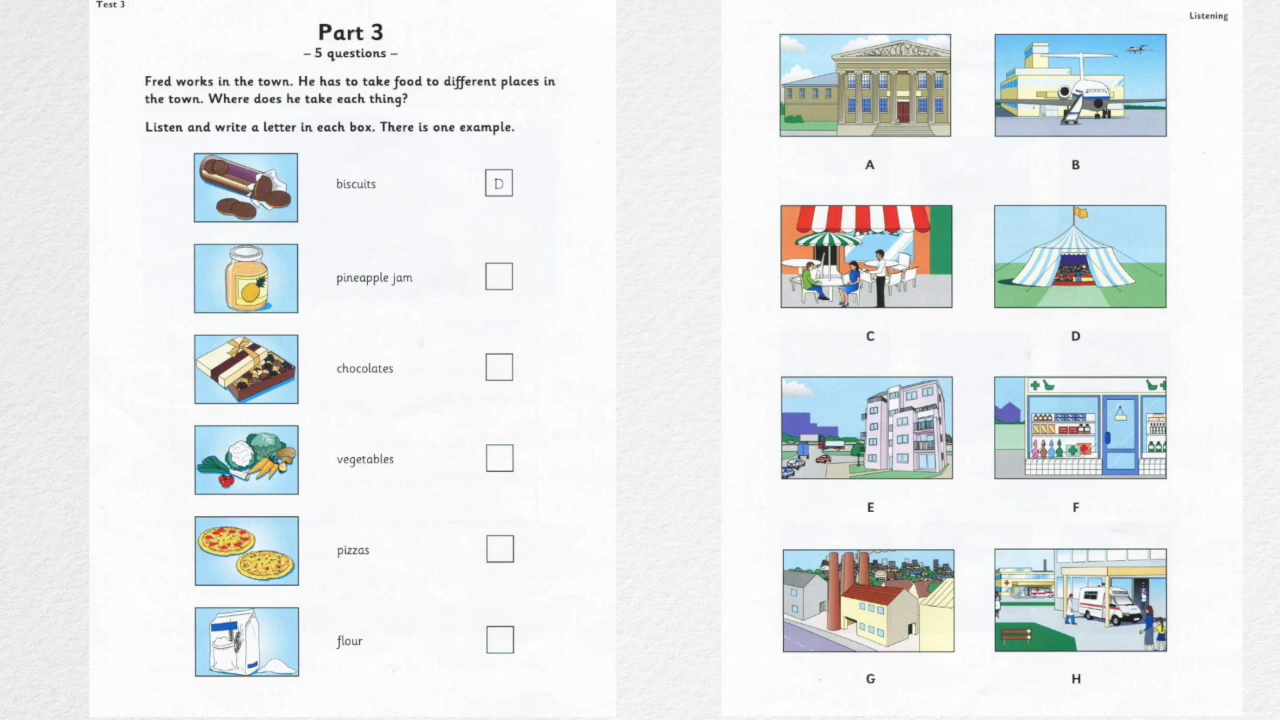 Test 3
Part 3
– 5 questions –
Fred works in the town. He has to take food to different places in
the town. Where does he take each thing?
Listen and write a letter in each box. There is one example.
biscuits
D
pineapple jam
chocolates
vegetables
pizzas
flour
Listening
A
B
C
D
E
F
G
H